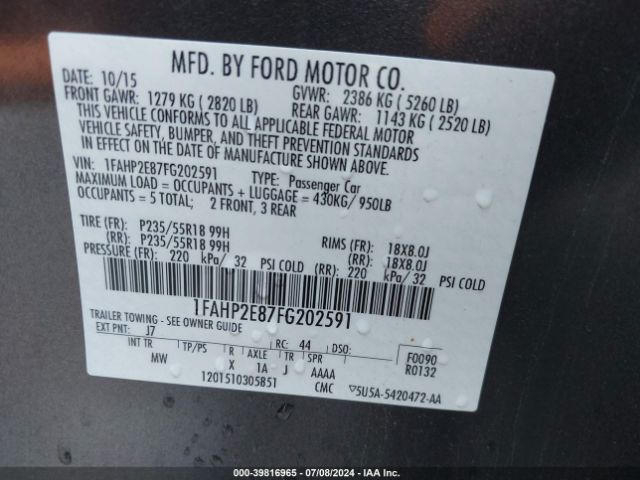 MFD. BY FORD MOTOR CO.
DATE: 10/15 GVWR: 2386 KG ( 5260 LB)
FRONT GAWR: 1279 KG ( 2820 LB) REAR GAWR: 1143 KG ( 2520 LB)
THIS VEHICLE CONFORMS TO ALL APPLICABLE FEDERAL MOTOR
VEHICLE SAFETY, BUMPER, AND THEFT PREVENTION STANDARDS
IN EFFECT ON THE DATE OF MANUFACTURE SHOWN ABOVE.
VIN: 1FAHP2E87FG202591 TYPE: Passenger Car
MAXIMUM LOAD = OCCUPANTS + LUGGAGE = 430KG/ 950LB
OCCUPANTS = 5 TOTAL; 2 FRONT, 3 REAR
TIRE (FR): P235/55R18 99H RIMS (FR): 18X8.0J
(RR): P235/55R18 99H (RR): 18X8.0J
PRESSURE (FR): 220 kPa/ 32 PSI COLD (RR): 220 kPa/ 32 PSI COLD
1FAHP2E87FG202591
TRAILER TOWING - SEE OWNER GUIDE
EXT PNT: J7 RC: 44 DSO: F0090
INT TR TP/PS R AXLE TR SPR R0132
MW X 1A J AAAA
1201510305851 CMC ▽5U5A-5420472-AA
000-39816965 / 07/08/2024 / IAA Inc.